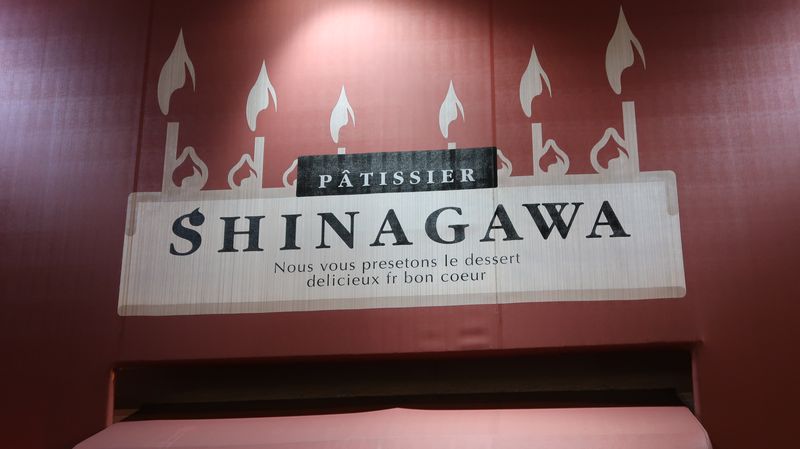 PÂTISSIER
SHINAGAWA
Nous vous presetons le dessert
delicieux fr bon coeur